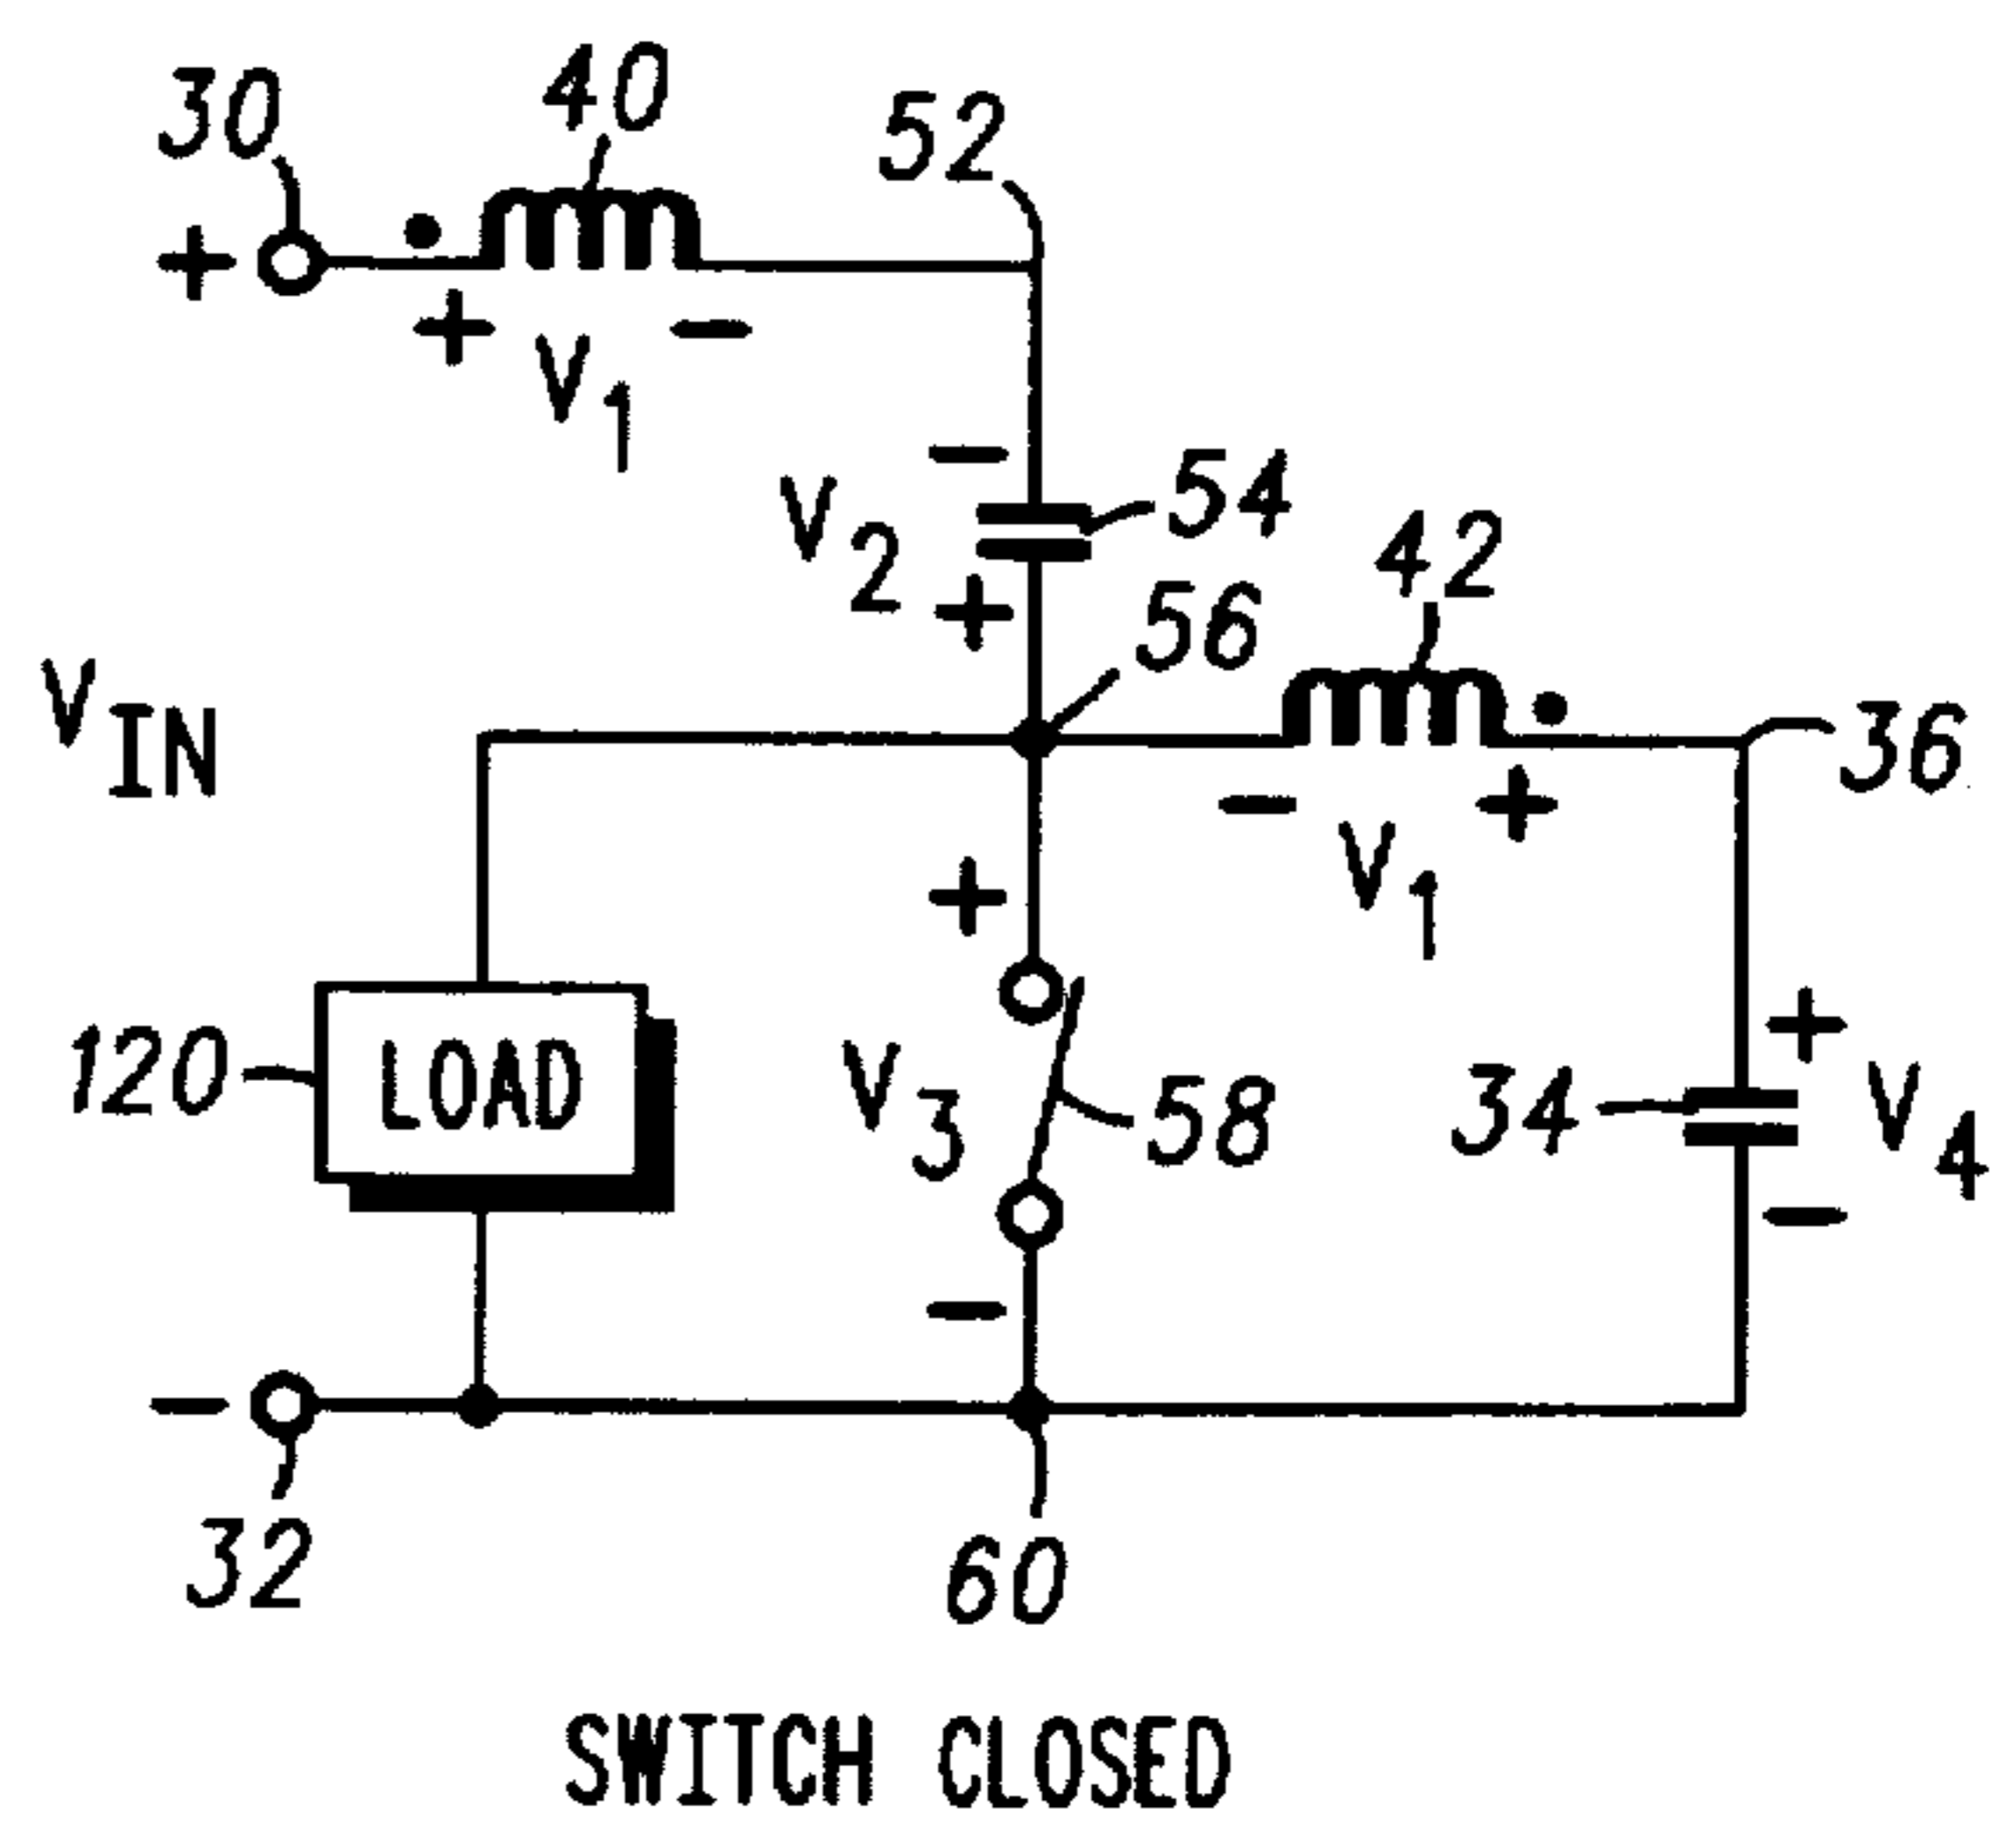 30
40
52
+
+ V1 -
-
V2
54
+
56
42
VIN
36
- V1 +
+
120
LOAD
V3
58
34
+
V4
-
-
-
32
60
SWITCH CLOSED